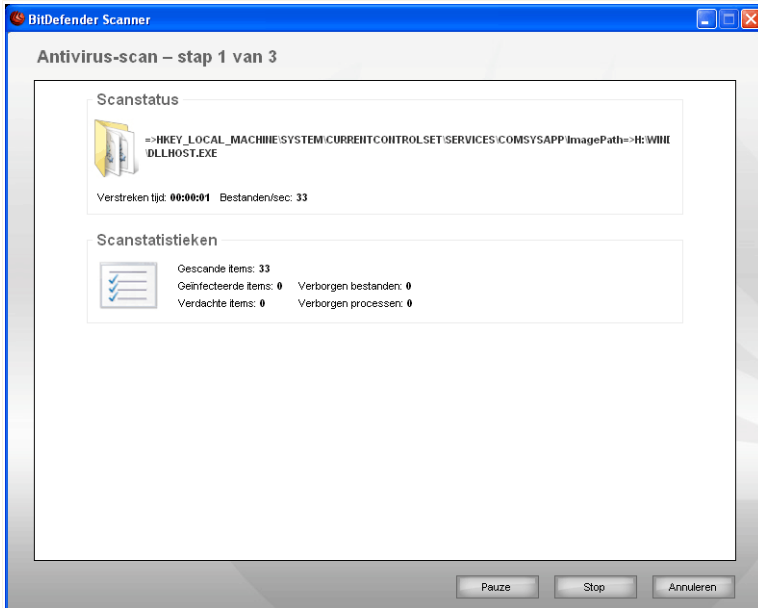 BitDefender Scanner
Antivirus-scan – stap 1 van 3
Scanstatus
=>HKEY_LOCAL_MACHINE\SYSTEM\CURRENTCONTROLSET\SERVICES\COMSYSAPP\ImagePath=>H:\WIND
\DLLHOST.EXE
Verstreken tijd: 00:00:01 Bestanden/sec: 33
Scanstatistieken
Gescande items: 33
Geïnfecteerde items: 0 Verborgen bestanden: 0
Verdachte items: 0 Verborgen processen: 0
Pauze Stop Annuleren